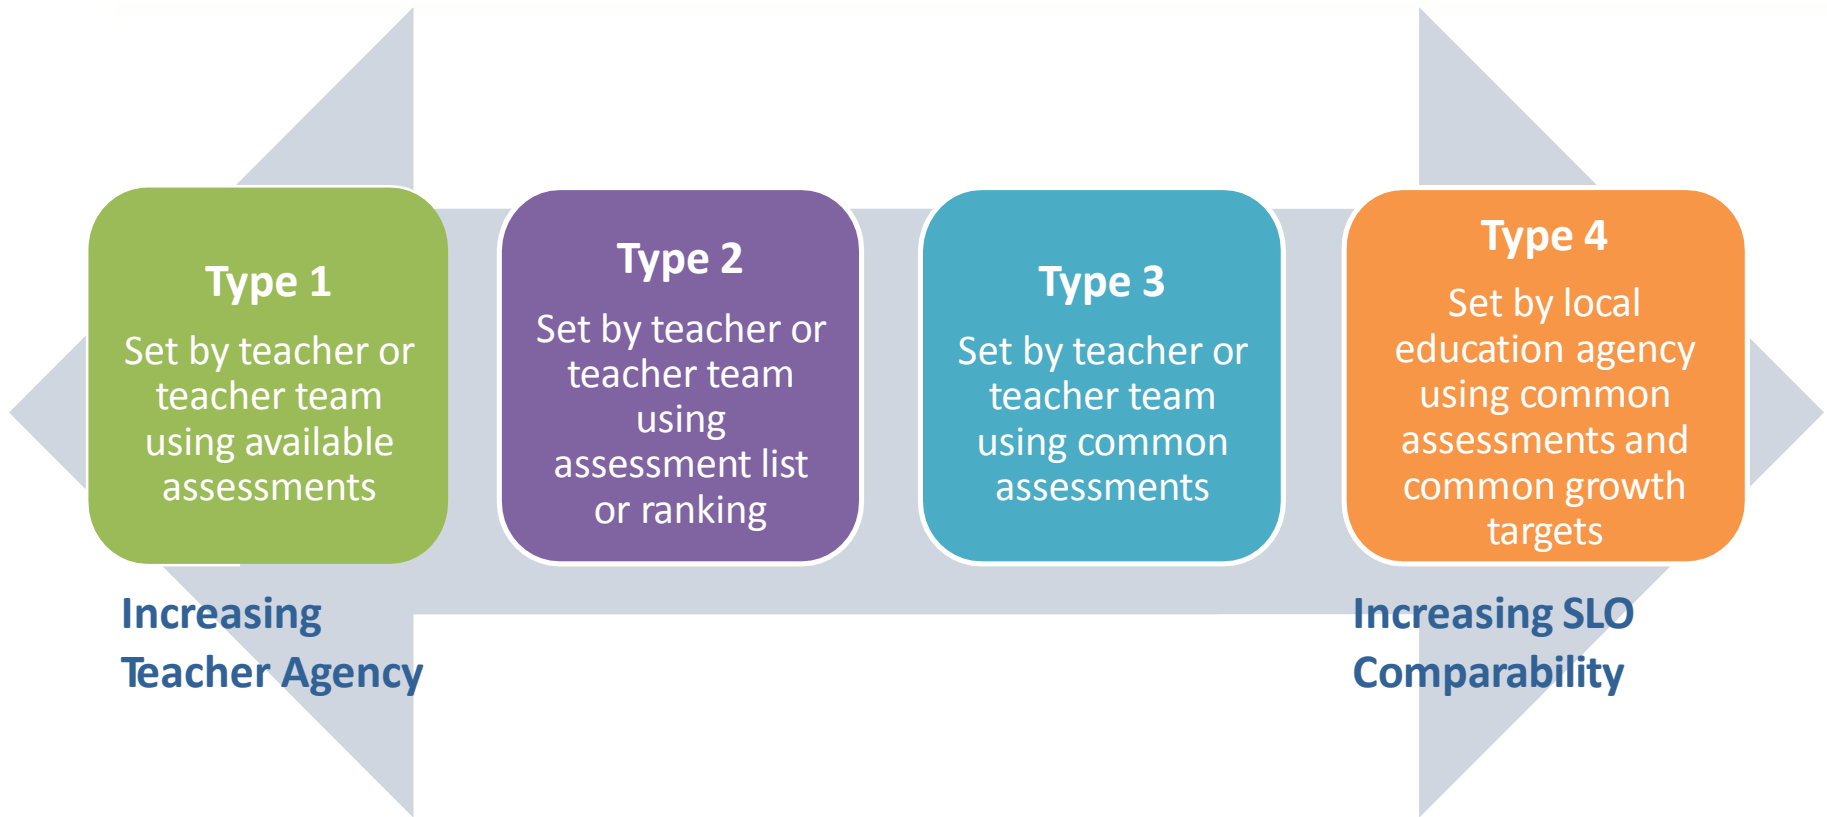 Type 1
Set by teacher or
teacher team
using available
assessments
Type 2
Set by teacher or
teacher team
using
assessment list
or ranking
Type 3
Set by teacher or
teacher team
using common
assessments
Type 4
Set by local
education agency
using common
assessments and
common growth
targets
Increasing
Teacher Agency
Increasing SLO
Comparability